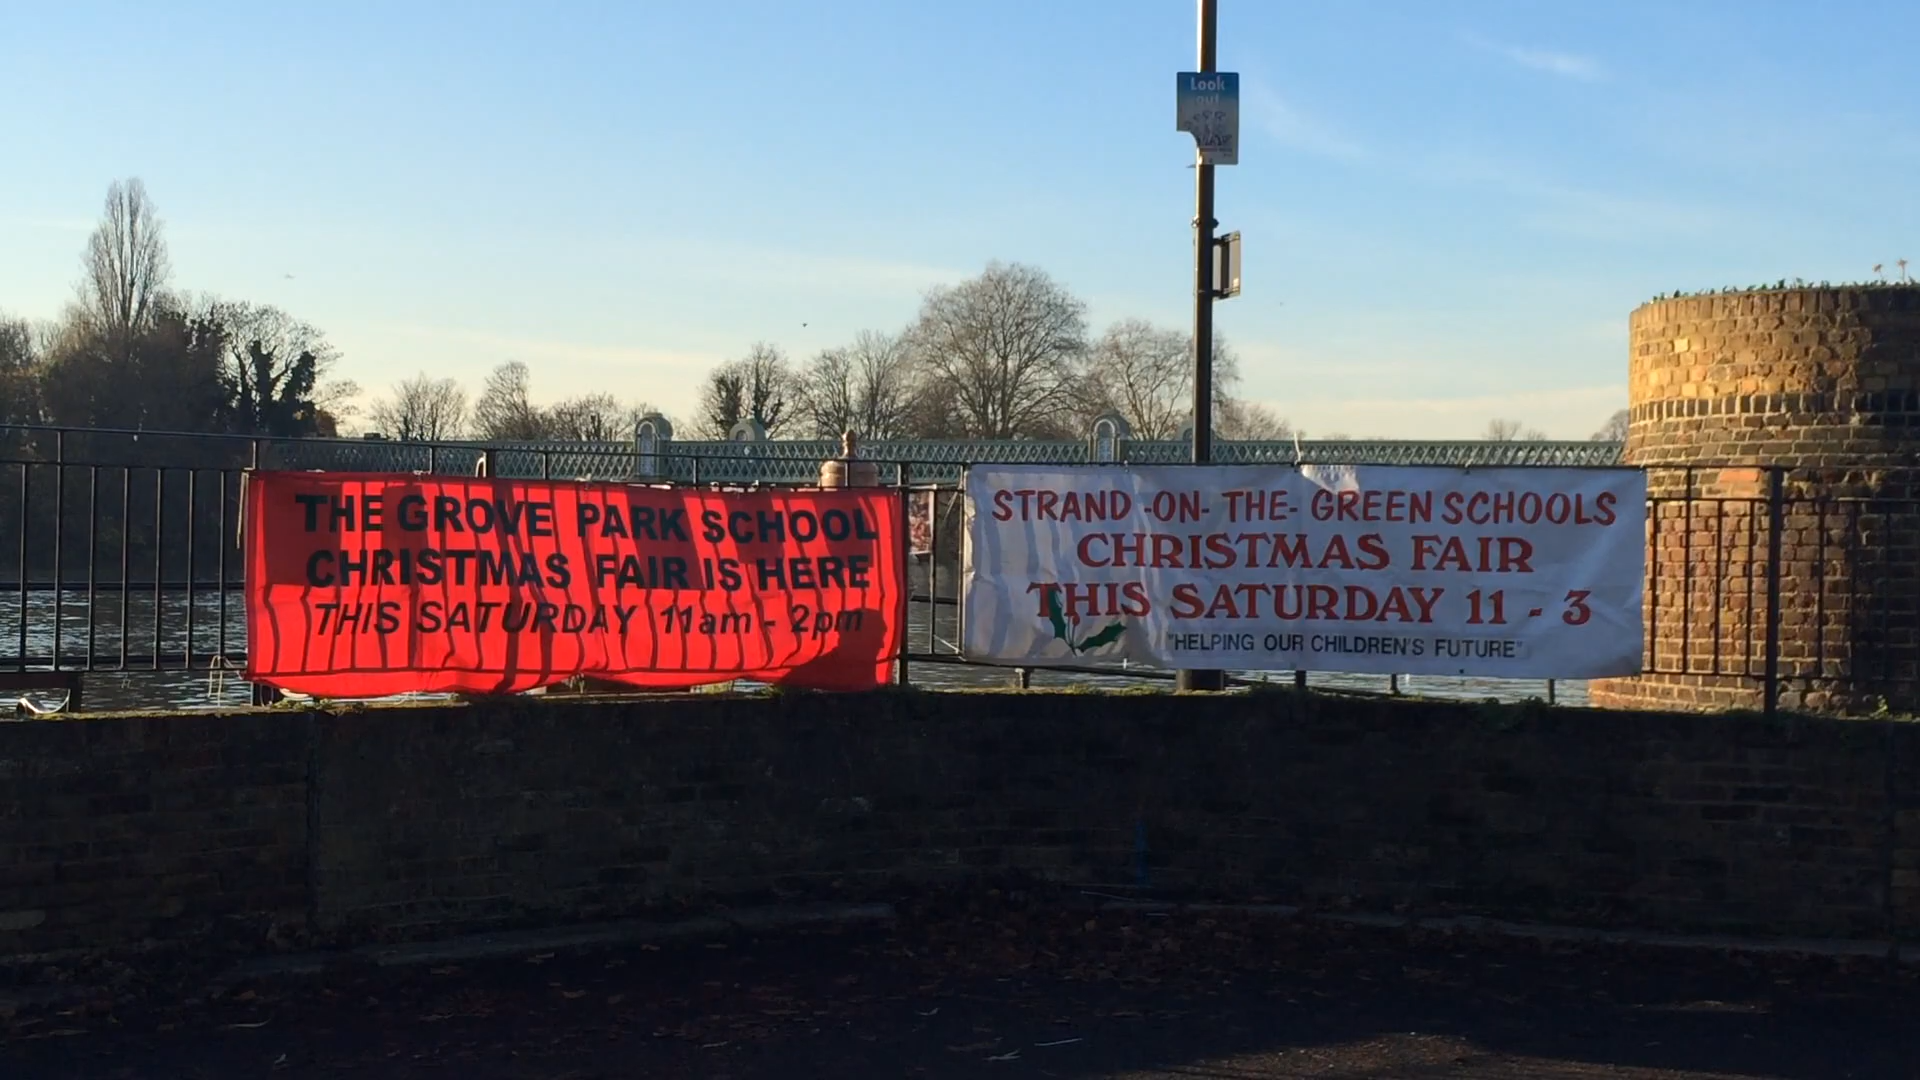 Look
out
THE GROVE PARK SCHOOL
CHRISTMAS FAIR IS HERE
THIS SATURDAY 11am - 2pm
STRAND -ON- THE- GREEN SCHOOLS
CHRISTMAS FAIR
THIS SATURDAY 11 - 3
"HELPING OUR CHILDREN'S FUTURE"